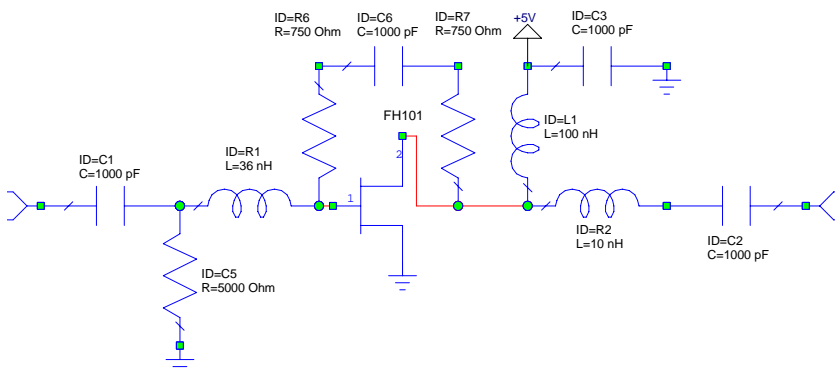 ID=R6
R=750 Ohm
ID=C6
C=1000 pF
ID=R7
R=750 Ohm
+5V
ID=C3
C=1000 pF
FH101
ID=L1
L=100 nH
2
ID=C1
C=1000 pF
ID=R1
L=36 nH
1
ID=R2
L=10 nH
ID=C2
C=1000 pF
ID=C5
R=5000 Ohm